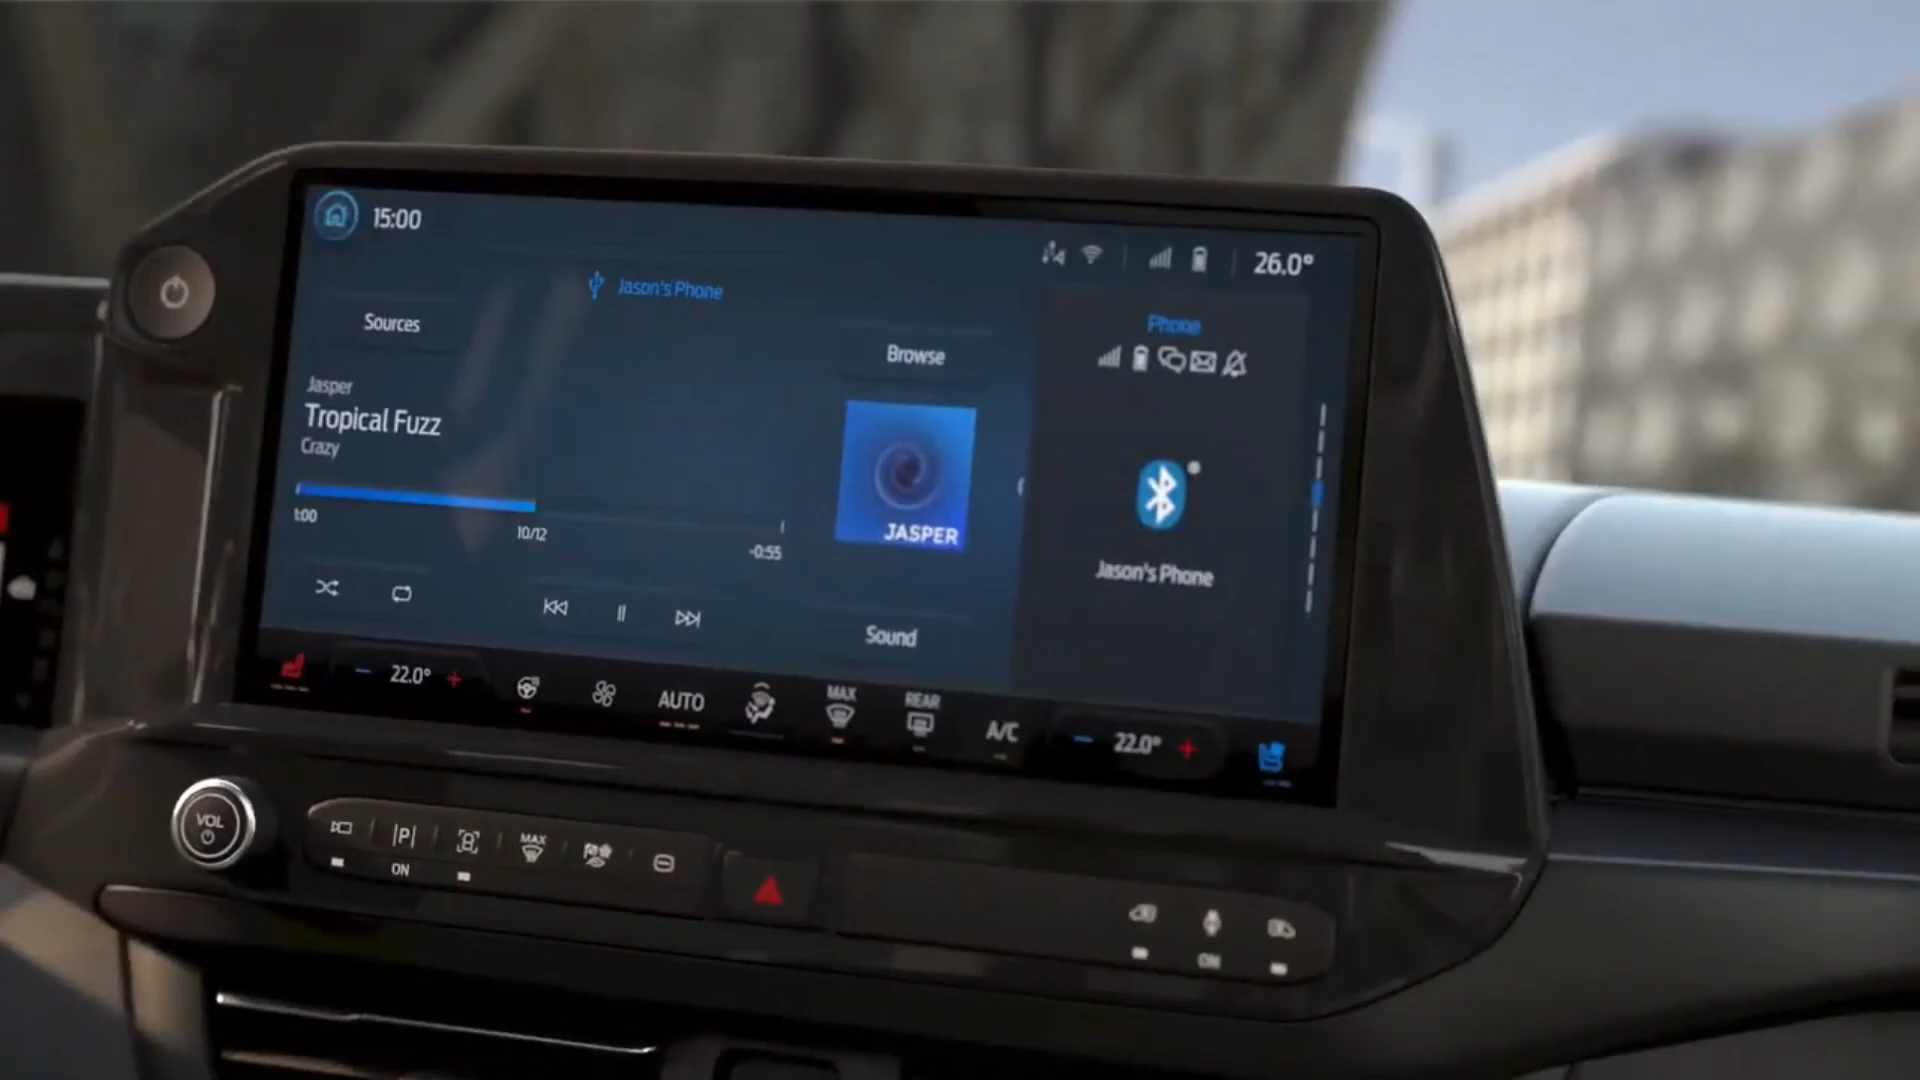 15:00
26.0°
Jason's Phone
Sources
Phone
Browse
Jasper
Tropical Fuzz
Crazy
JASPER
1:00
10/12
-0:55
Jason's Phone
Sound
22.0°
AUTO
MAX
REAR
A/C
22.0°
VOL
P
MAX
ON
ON